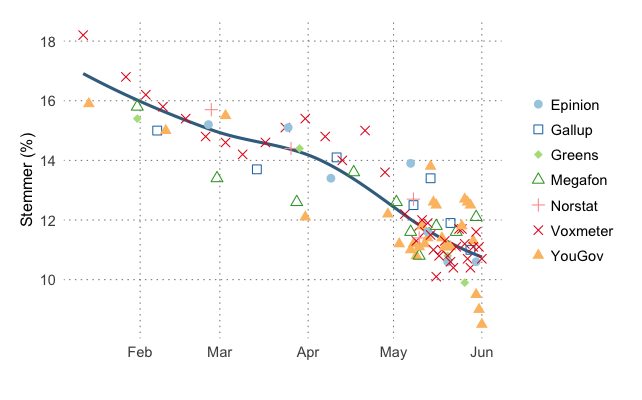 Stemmer (%)
18
16
14
12
10
Feb Mar Apr May Jun
Epinion
Gallup
Greens
Megafon
Norstat
Voxmeter
YouGov